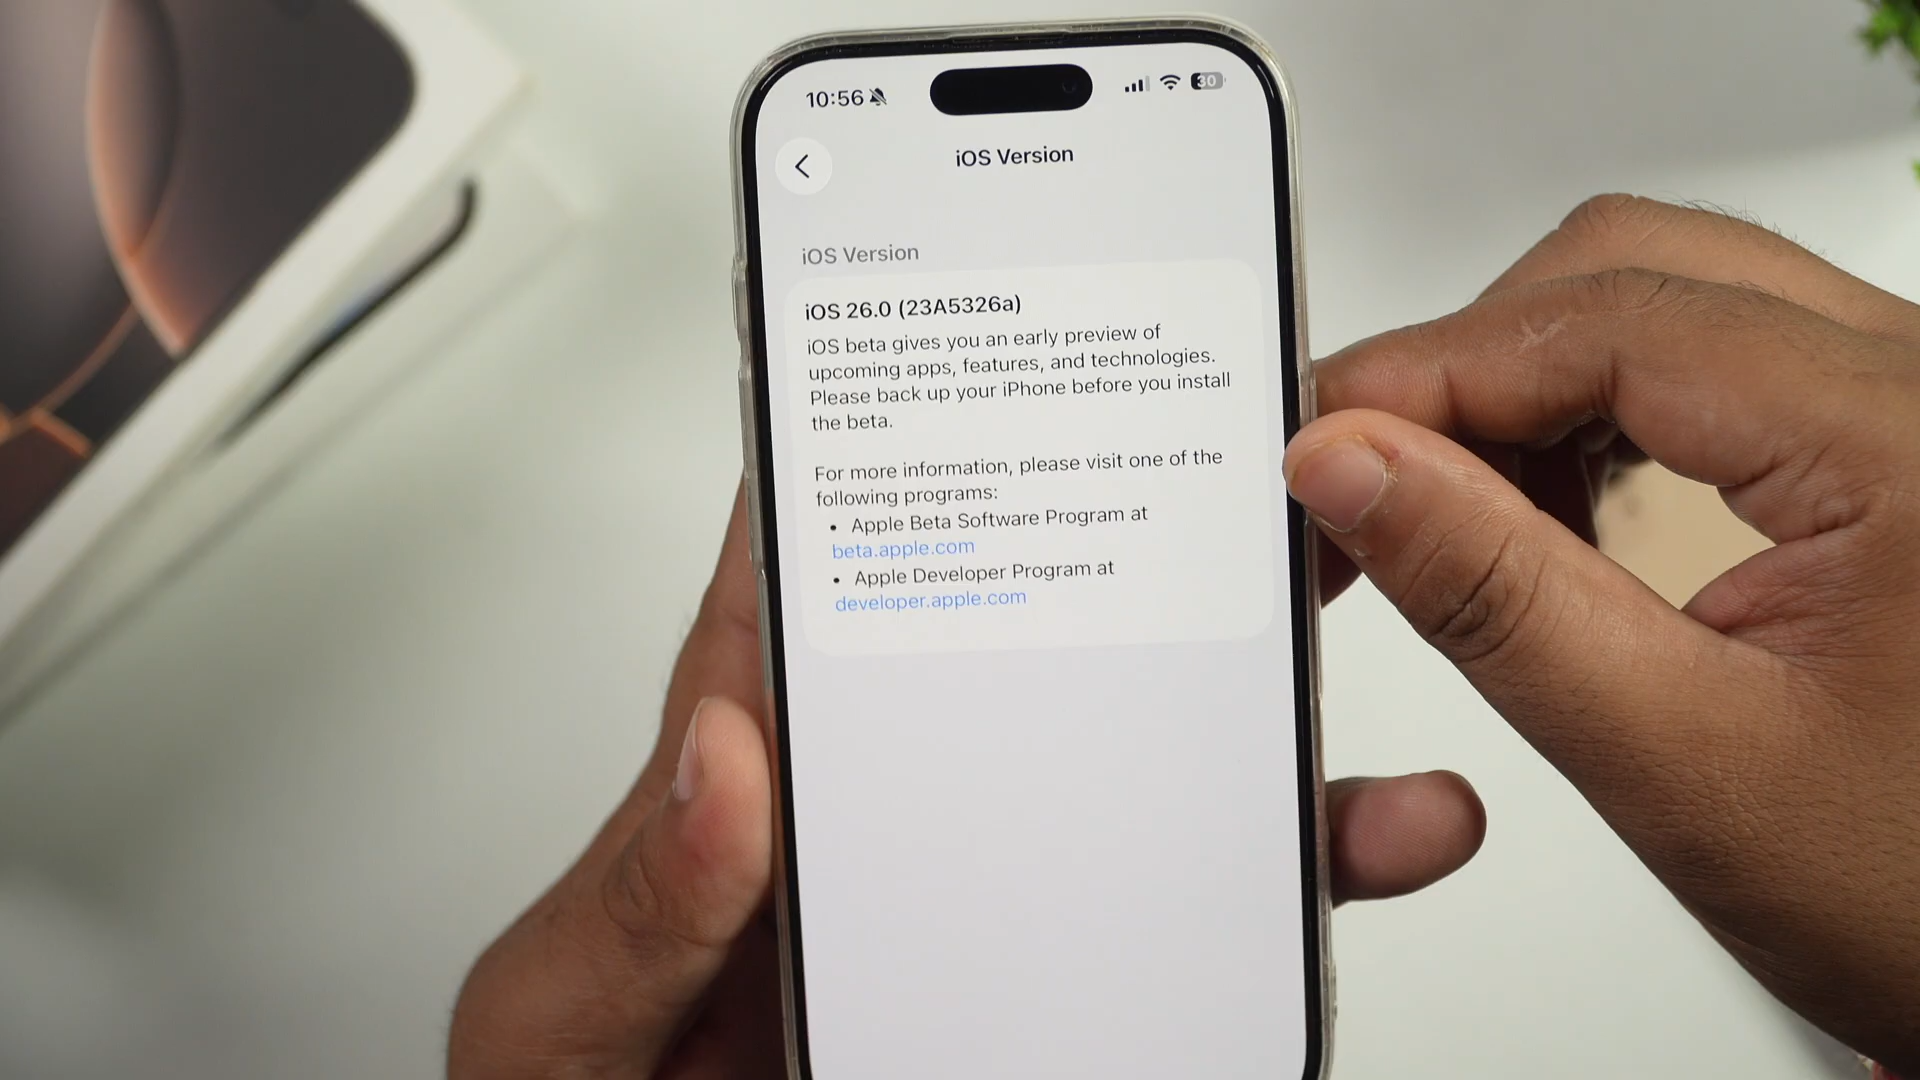 10:56
30
iOS Version
iOS Version
iOS 26.0 (23A5326a)
iOS beta gives you an early preview of
upcoming apps, features, and technologies.
Please back up your iPhone before you install
the beta.
For more information, please visit one of the
following programs:
• Apple Beta Software Program at
beta.apple.com
• Apple Developer Program at
developer.apple.com